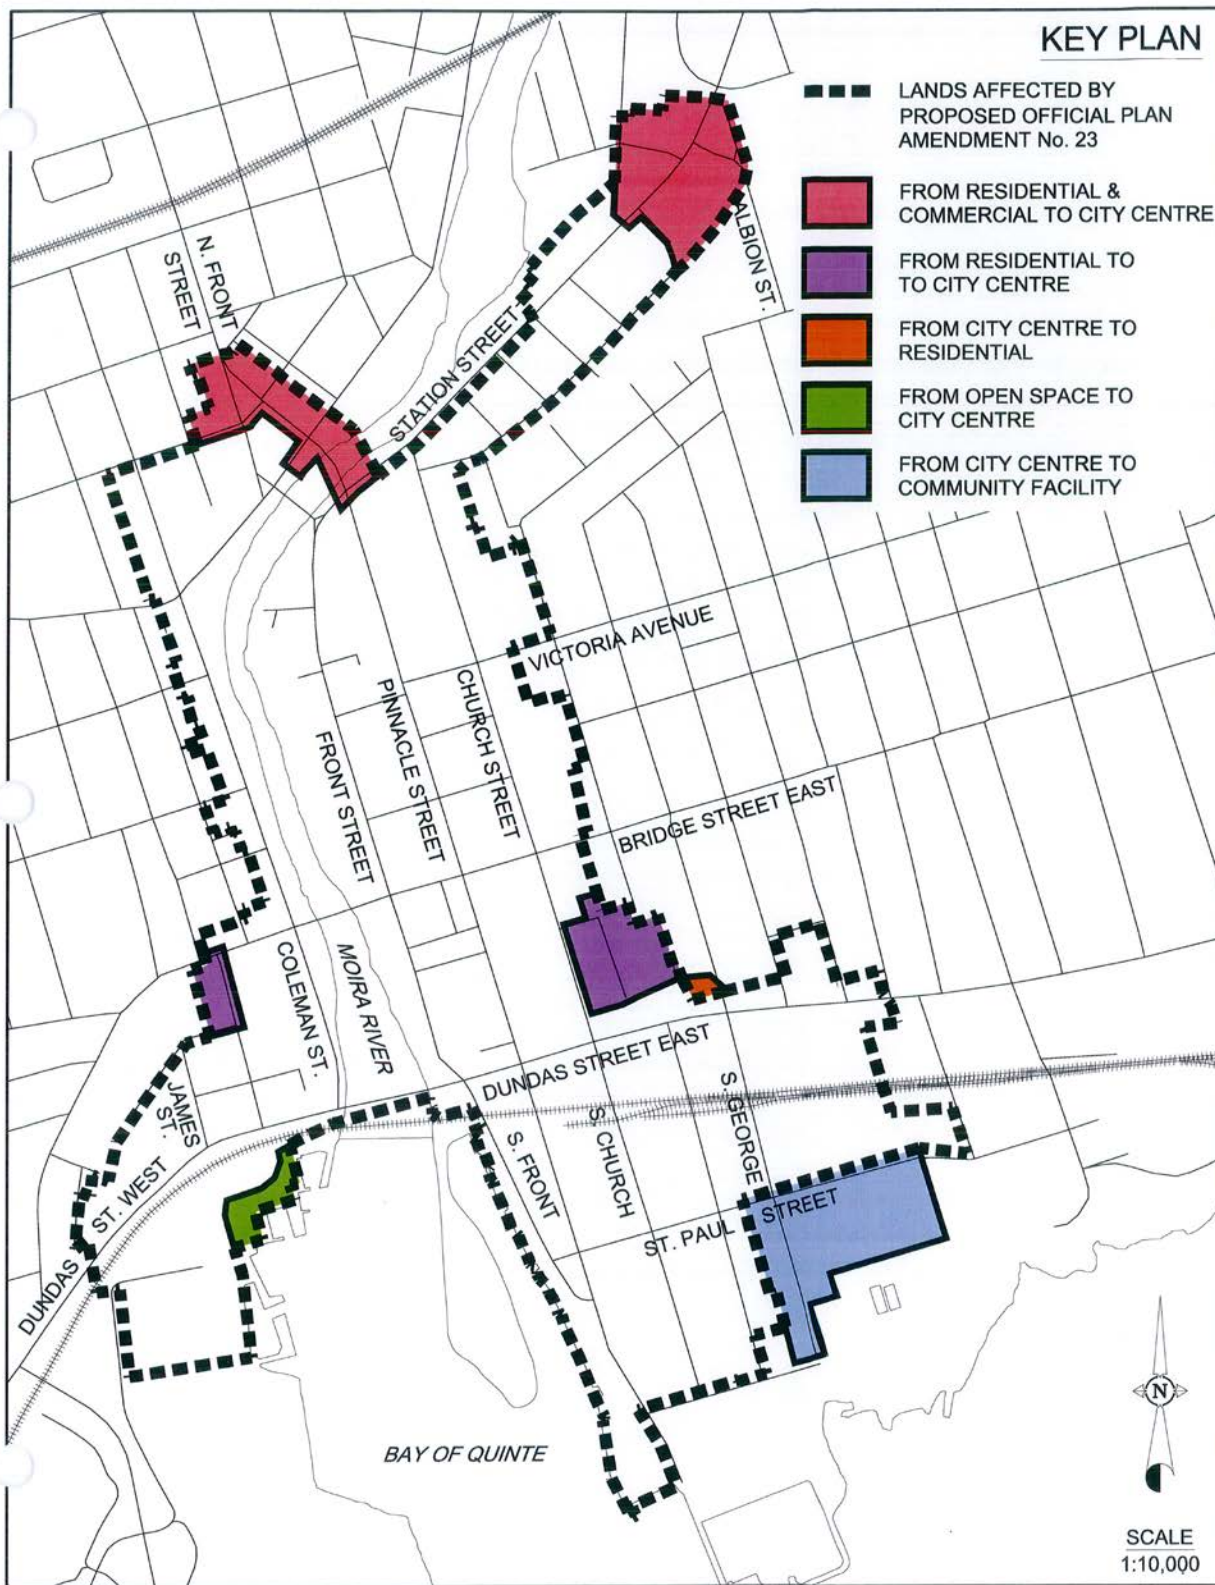 KEY PLAN
LANDS AFFECTED BY
PROPOSED OFFICIAL PLAN
AMENDMENT No. 23
FROM RESIDENTIAL &
COMMERCIAL TO CITY CENTRE
FROM RESIDENTIAL TO
TO CITY CENTRE
FROM CITY CENTRE TO
RESIDENTIAL
FROM OPEN SPACE TO
CITY CENTRE
FROM CITY CENTRE TO
COMMUNITY FACILITY
N. FRONT
STREET
ALBION ST.
STATION STREET
VICTORIA AVENUE
PINNACLE STREET
CHURCH STREET
FRONT STREET
BRIDGE STREET EAST
COLEMAN ST.
MOIRA RIVER
DUNDAS STREET EAST
JAMES
ST.
S. FRONT
S. CHURCH
S. GEORGE
DUNDAS ST. WEST
ST. PAUL STREET
BAY OF QUINTE
N
SCALE
1:10,000